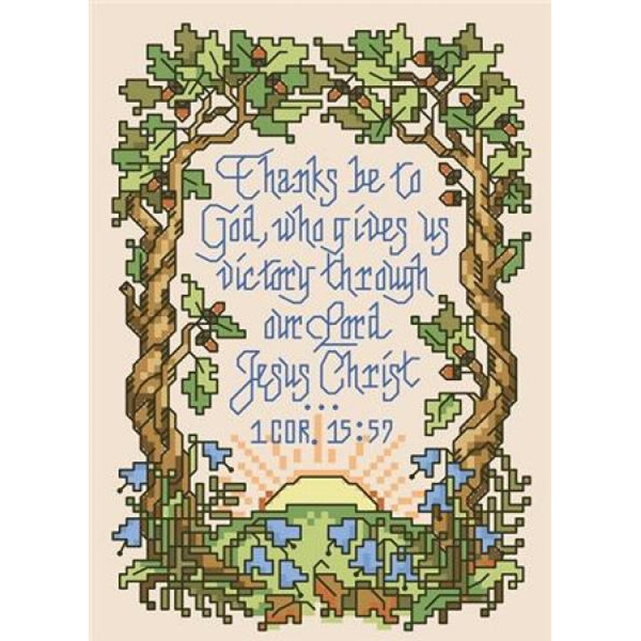 Thanks be to
God, who gives us
victory through
our Lord
Jesus Christ
...
1 COR. 15:57